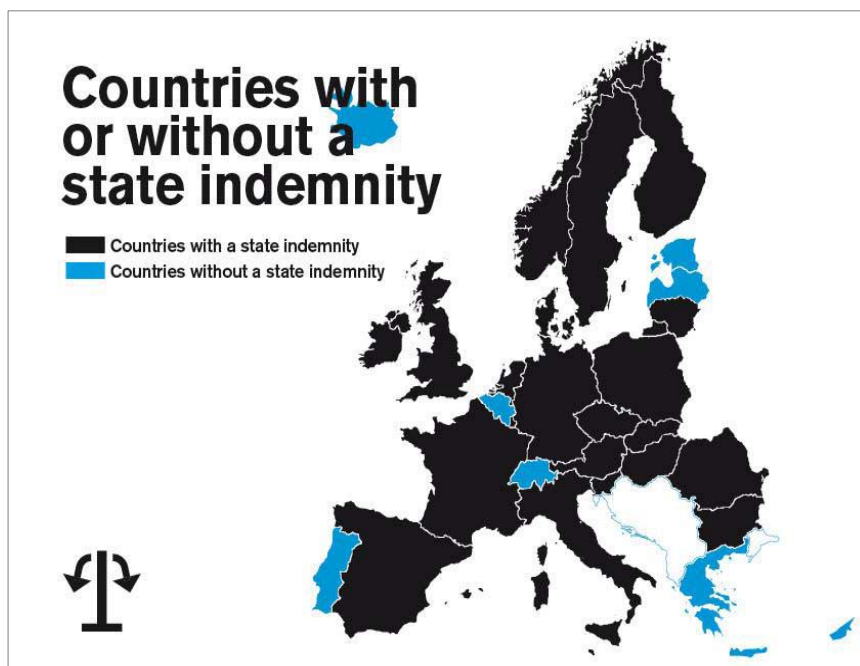 Countries with
or without a
state indemnity
Countries with a state indemnity
Countries without a state indemnity